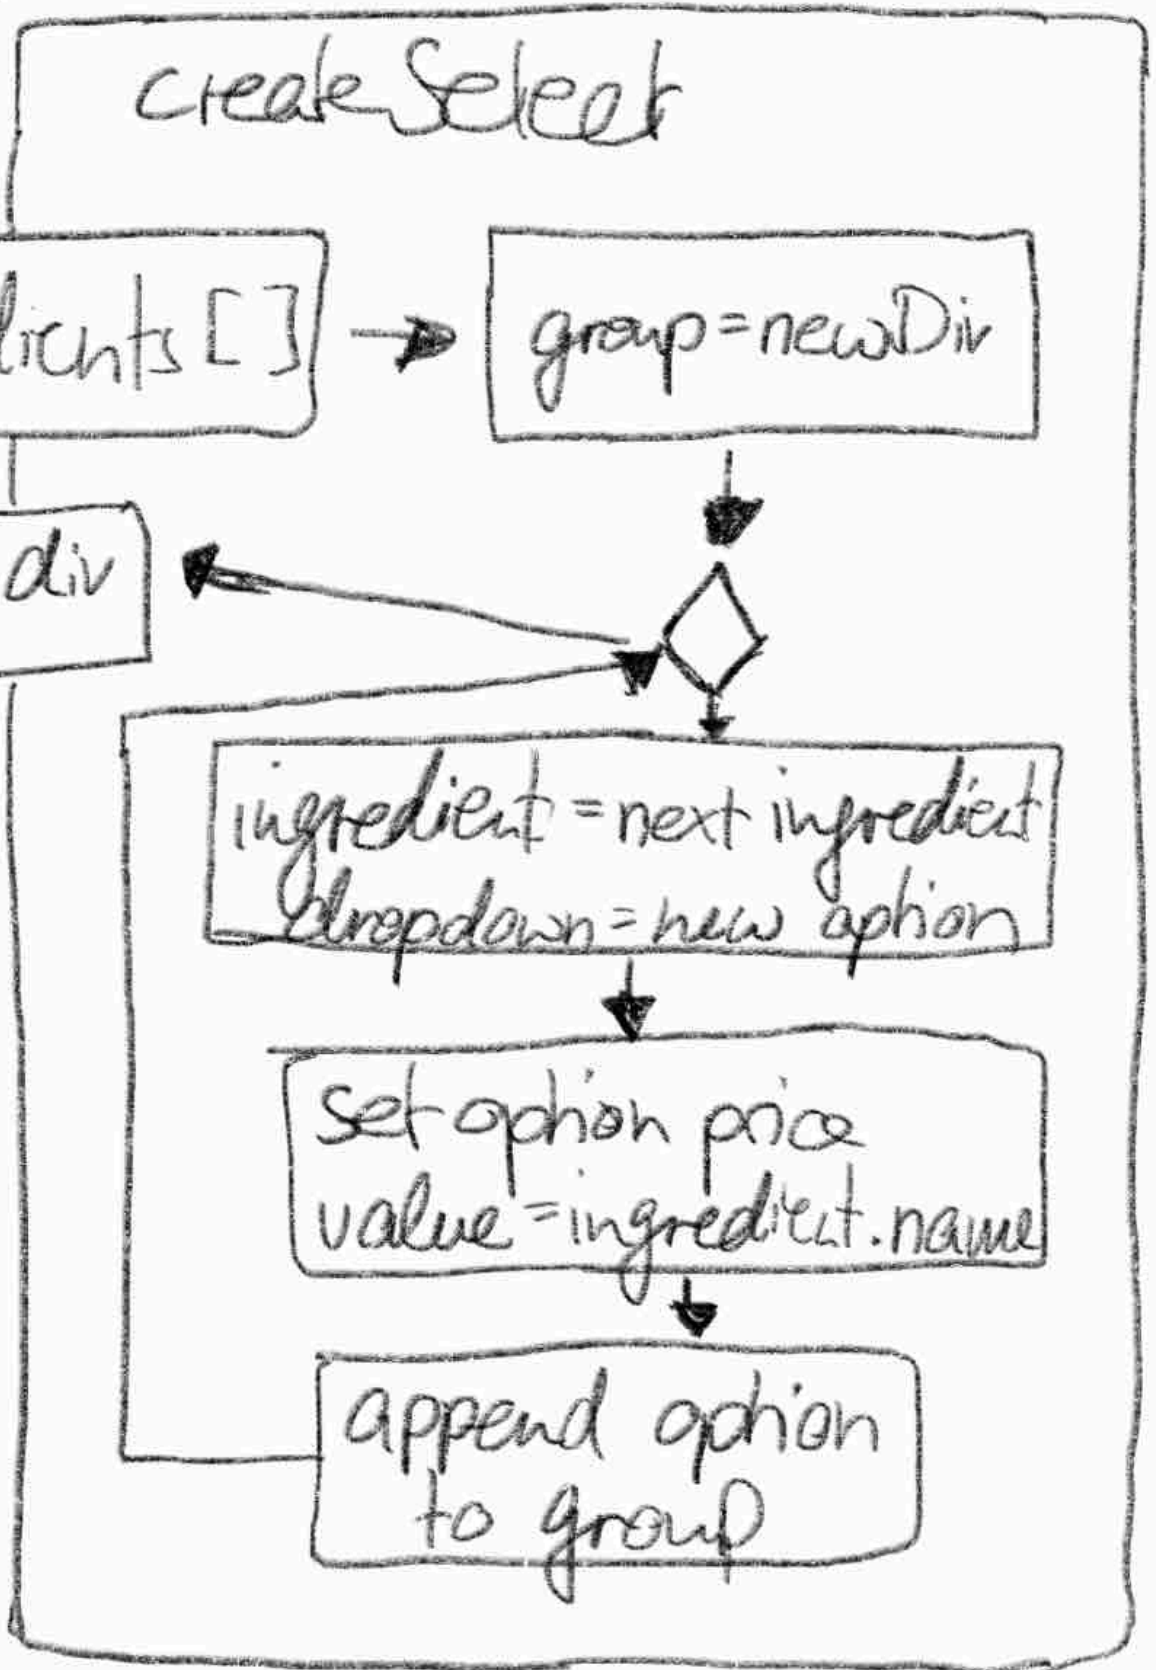 createSelect
dients []
group=newDiv
div
ingredient=next ingredient
dropdown=new option
set option price
value=ingredient.name
append option
to group